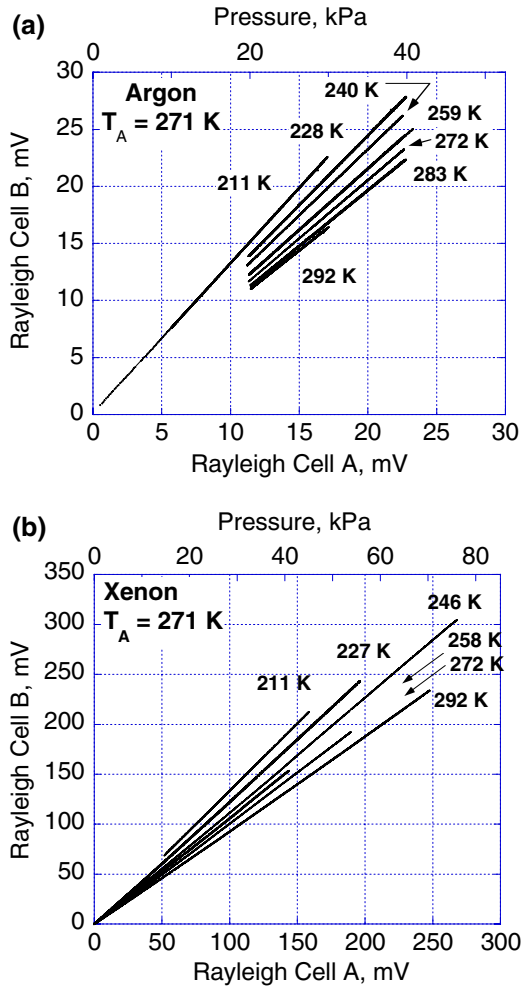 (a)
Pressure, kPa
0 20 40
Argon
T_A = 271 K
240 K
259 K
228 K
272 K
211 K
283 K
292 K
30
25
20
15
10
5
0
Rayleigh Cell B, mV
0 5 10 15 20 25 30
Rayleigh Cell A, mV
(b)
Pressure, kPa
0 20 40 60 80
Xenon
T_A = 271 K
246 K
227 K
258 K
272 K
211 K
292 K
350
300
250
200
150
100
50
0
Rayleigh Cell B, mV
0 50 100 150 200 250 300
Rayleigh Cell A, mV